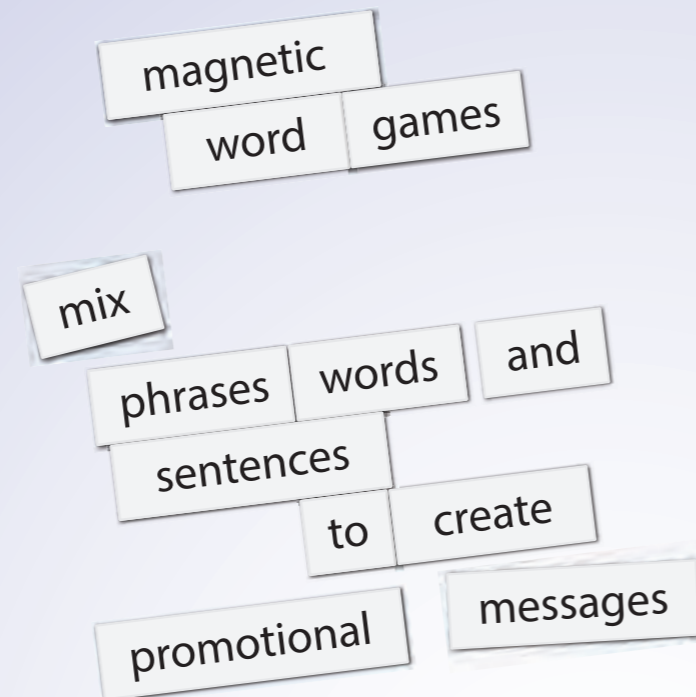 magnetic
word games
mix
phrases words and
sentences
to create
promotional messages